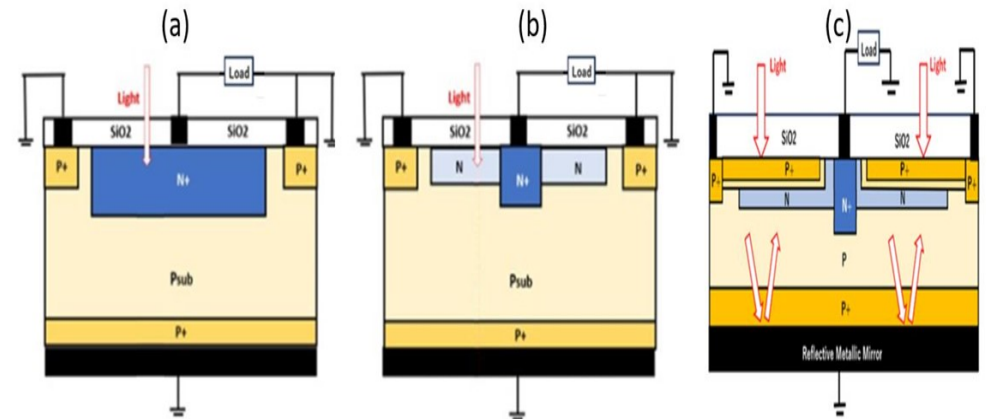 (a)
Load
Light
SiO2
SiO2
P+
N+
P+
Psub
P+
(b)
Load
Light
SiO2
SiO2
P+
N
N+
N
P+
Psub
P+
(c)
Load
Light
Light
SiO2
SiO2
P+
P+
P+
P+
N
N+
N
P
P+
Reflective Metallic Mirror